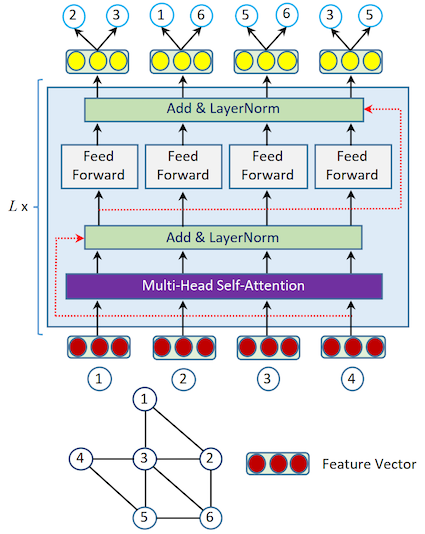 2 3 1 6 5 6 3 5
Add & LayerNorm
Feed Forward Feed Forward Feed Forward Feed Forward
L x
Add & LayerNorm
Multi-Head Self-Attention
1 2 3 4
1
4 3 2
5 6
Feature Vector